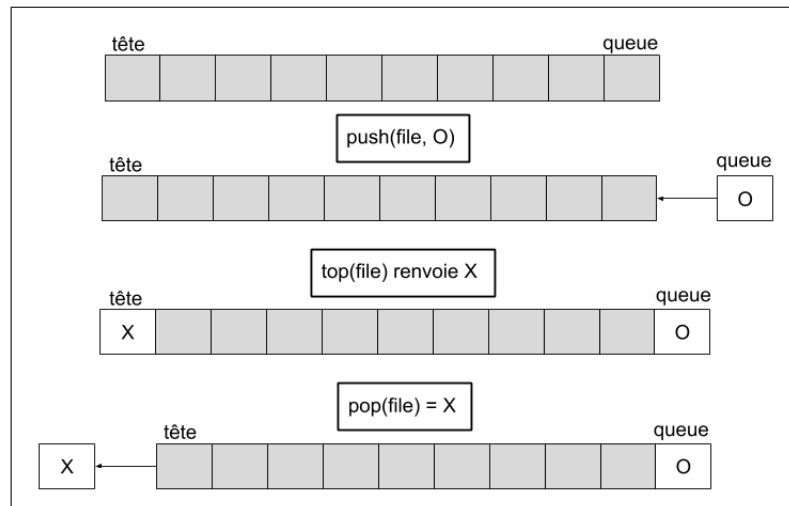 tête queue
push(file, O)
tête queue
O
top(file) renvoie X
tête queue
X O
pop(file) = X
tête queue
X O